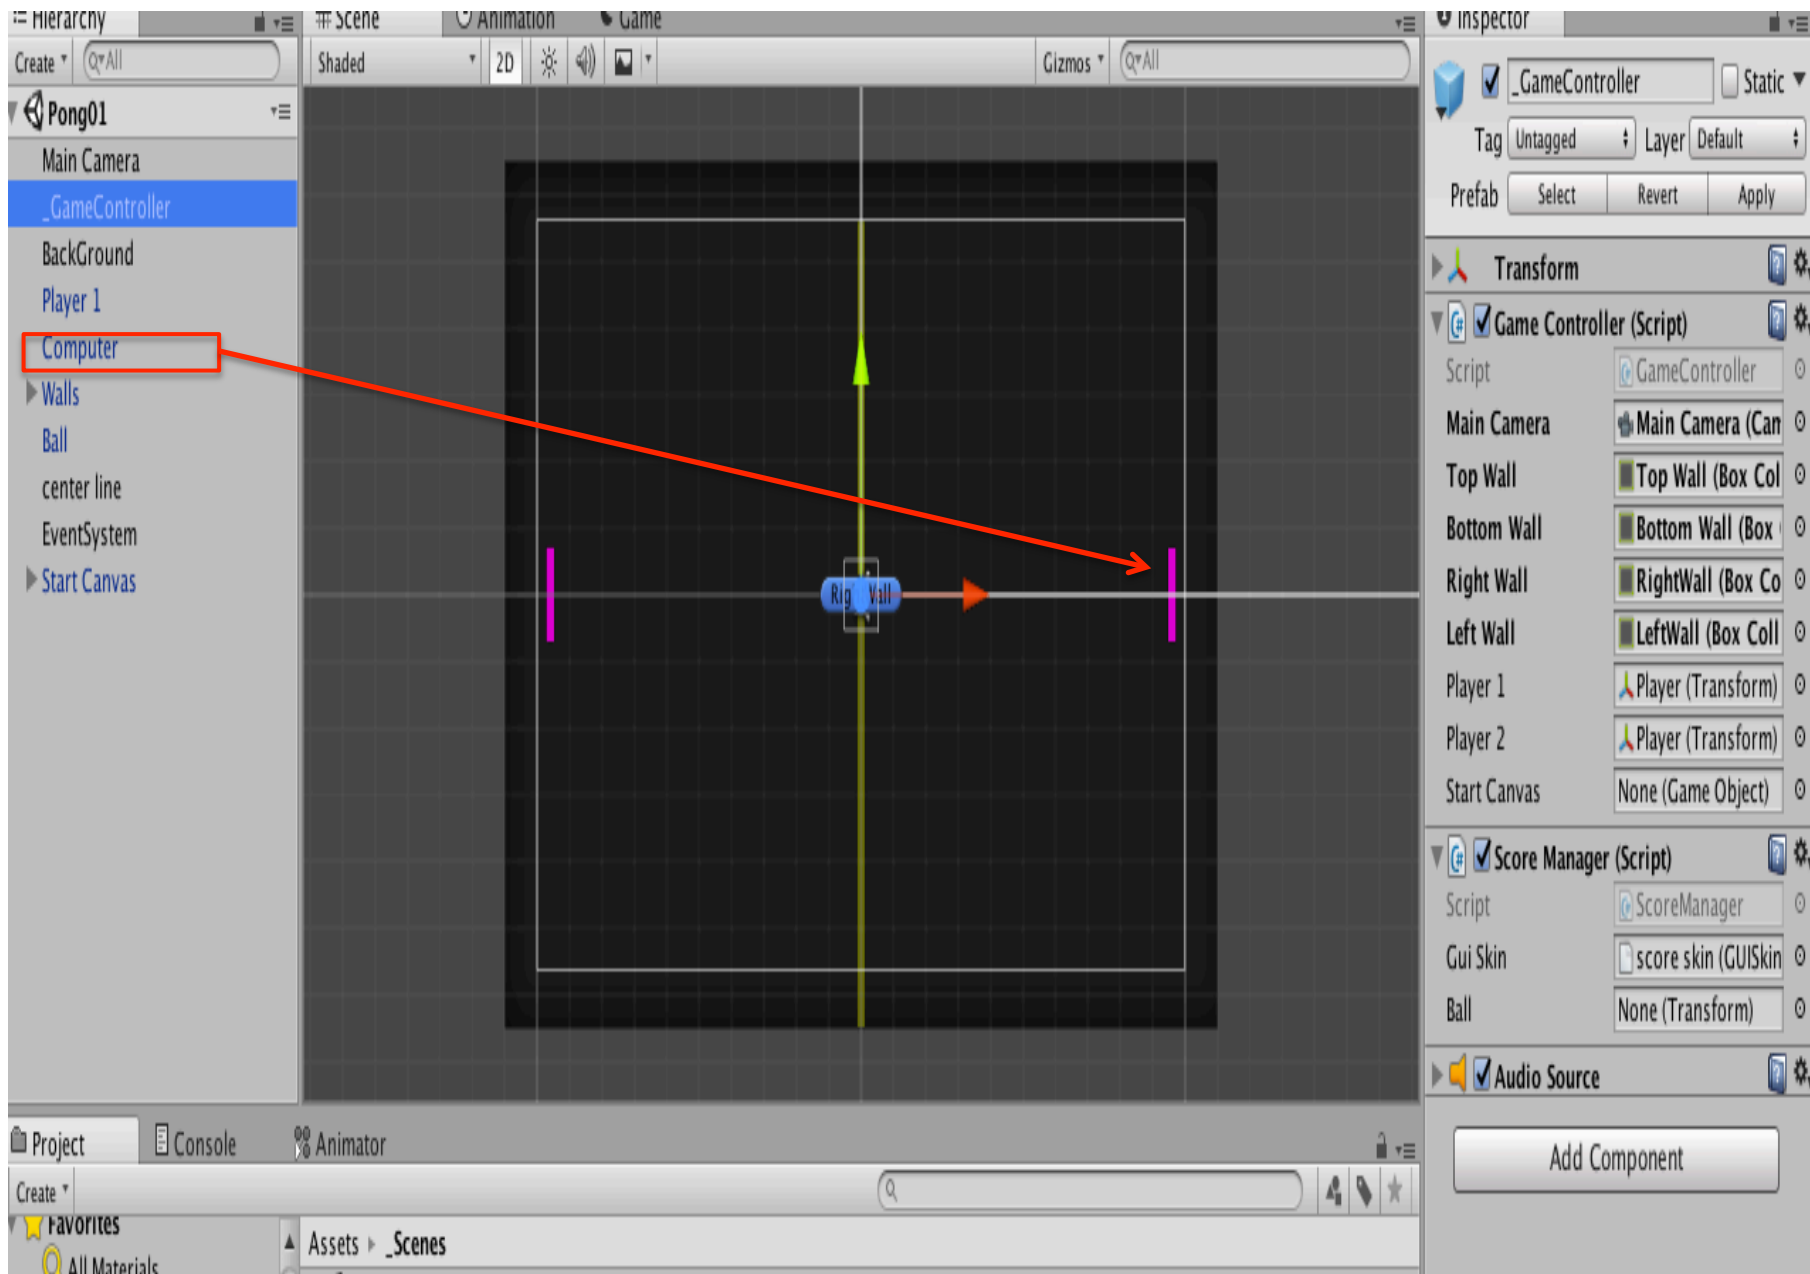 Hierarchy
Scene
Animation
Game
Inspector
Create
All
Shaded
2D
Gizmos
All
_GameController
Static
Tag
Untagged
Layer
Default
Prefab
Select
Revert
Apply
Pong01
Main Camera
_GameController
BackGround
Player 1
Computer
Walls
Ball
center line
EventSystem
Start Canvas
Transform
Game Controller (Script)
Script
GameController
Main Camera
Main Camera (Cam
Top Wall
Top Wall (Box Col
Bottom Wall
Bottom Wall (Box
Right Wall
RightWall (Box Co
Left Wall
LeftWall (Box Coll
Player 1
Player (Transform)
Player 2
Player (Transform)
Start Canvas
None (Game Object)
Score Manager (Script)
Script
ScoreManager
Gui Skin
score skin (GUISkin
Ball
None (Transform)
Audio Source
Add Component
Project
Console
Animator
Create
Favorites
All Materials
Assets
_Scenes